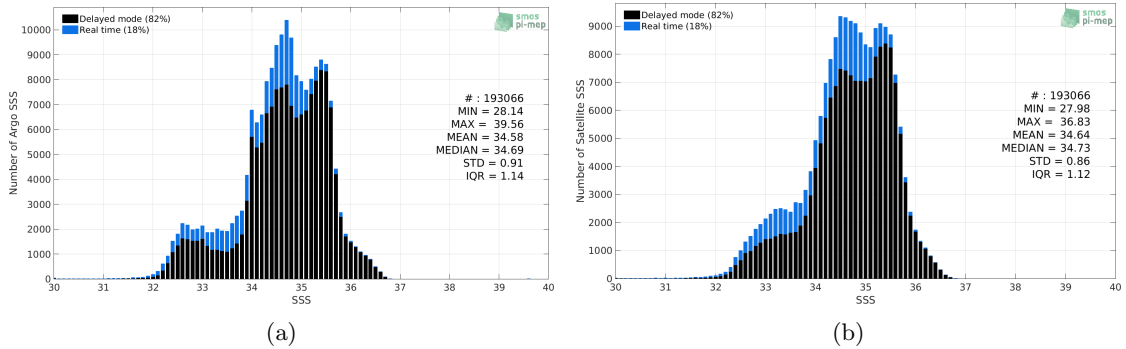 Delayed mode (82%)
Real time (18%)
smos
pi-mep
# : 193066
MIN = 28.14
MAX = 39.56
MEAN = 34.58
MEDIAN = 34.69
STD = 0.91
IQR = 1.14
Number of Argo SSS
10000
9000
8000
7000
6000
5000
4000
3000
2000
1000
0
30 32 33 34 35 36 37 38 39 40
SSS
(a)
Delayed mode (82%)
Real time (18%)
smos
pi-mep
# : 193066
MIN = 27.98
MAX = 36.83
MEAN = 34.64
MEDIAN = 34.73
STD = 0.86
IQR = 1.12
Number of Satellite SSS
9000
8000
7000
6000
5000
4000
3000
2000
1000
0
30 31 32 33 34 35 36 37 38 39 40
SSS
(b)